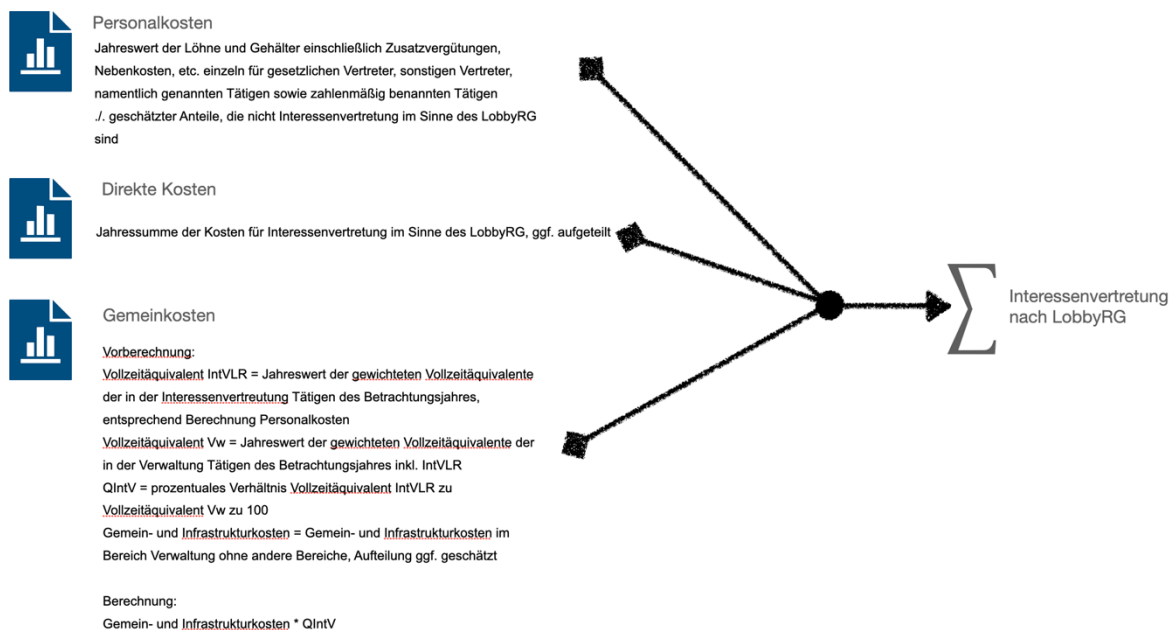 Personalkosten
Jahreswert der Löhne und Gehälter einschließlich Zusatzvergütungen,
Nebenkosten, etc. einzeln für gesetzlichen Vertreter, sonstigen Vertreter,
namentlich genannten Tätigen sowie zahlenmäßig benannten Tätigen
./. geschätzter Anteile, die nicht Interessenvertretung im Sinne des LobbyRG
sind
Direkte Kosten
Jahressumme der Kosten für Interessenvertretung im Sinne des LobbyRG, ggf. aufgeteilt
Gemeinkosten
Vorberechnung:
Vollzeitäquivalent IntVLR = Jahreswert der gewichteten Vollzeitäquivalente
der in der Interessenvertreutung Tätigen des Betrachtungsjahres,
entsprechend Berechnung Personalkosten
Vollzeitäquivalent Vw = Jahreswert der gewichteten Vollzeitäquivalente der
in der Verwaltung Tätigen des Betrachtungsjahres inkl. IntVLR
QIntV = prozentuales Verhältnis Vollzeitäquivalent IntVLR zu
Vollzeitäquivalent Vw zu 100
Gemein- und Infrastrukturkosten = Gemein- und Infrastrukturkosten im
Bereich Verwaltung ohne andere Bereiche, Aufteilung ggf. geschätzt
Berechnung:
Gemein- und Infrastrukturkosten * QIntV
∑
Interessenvertretung
nach LobbyRG